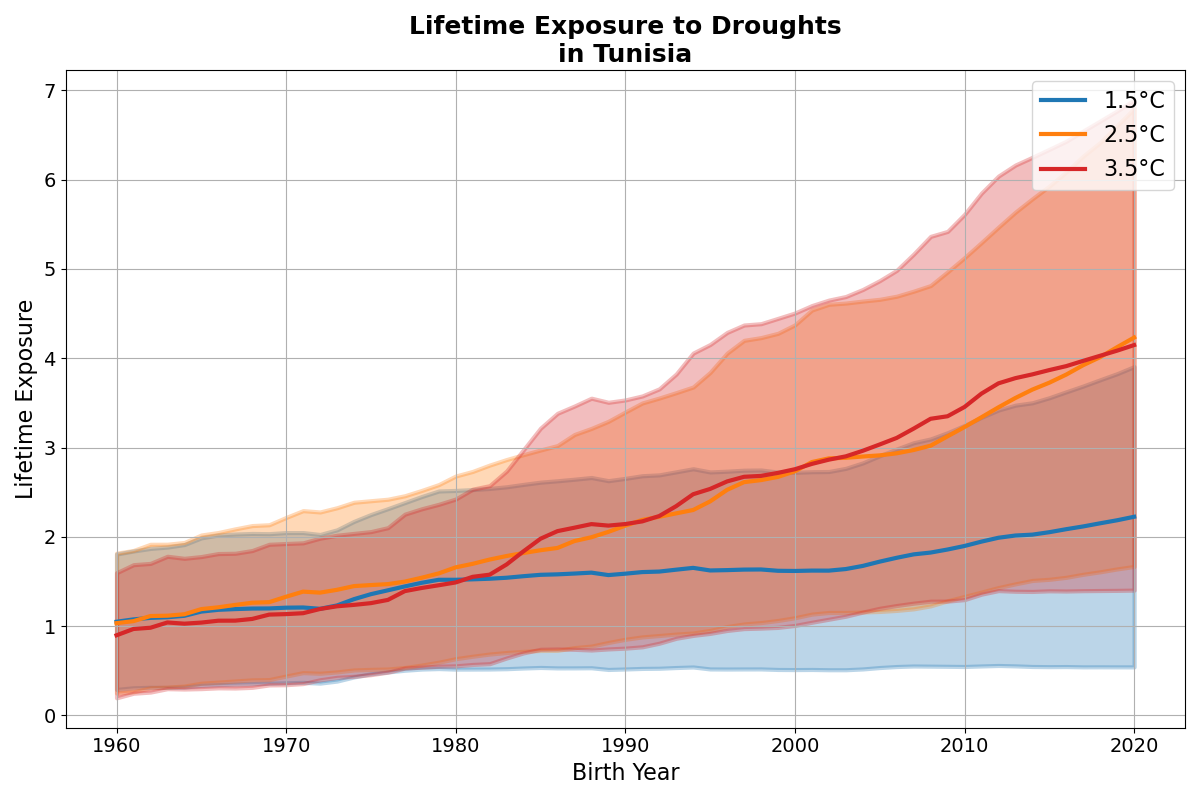 Lifetime Exposure to Droughts
in Tunisia
1.5°C
2.5°C
3.5°C
Lifetime Exposure
7
6
5
4
3
2
1
0
1960 1970 1980 1990 2000 2010 2020
Birth Year